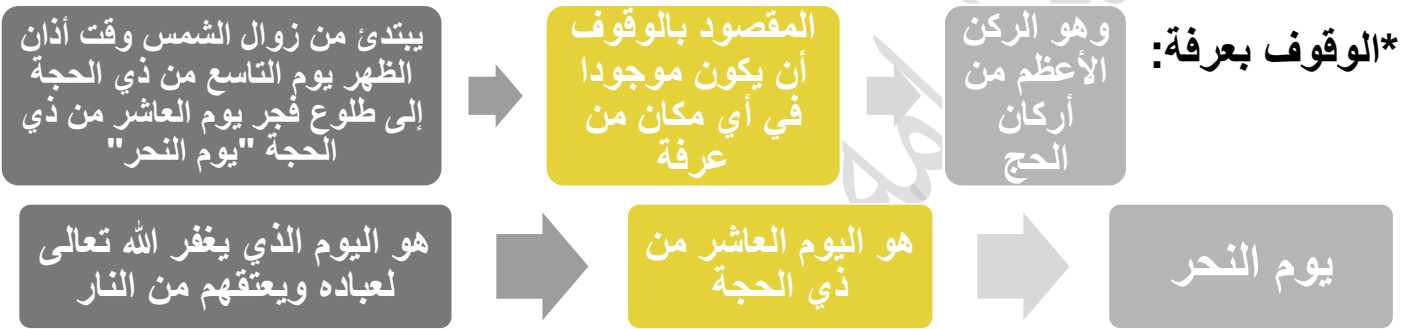 *الوقوف بعرفة:
وهو الركن
الأعظم من
أركان
الحج
المقصود بالوقوف
أن يكون موجودا
في أي مكان من
عرفة
يبتدئ من زوال الشمس وقت أذان
الظهر يوم التاسع من ذي الحجة
إلى طلوع فجر يوم العاشر من ذي
الحجة "يوم النحر"
يوم النحر
هو اليوم العاشر من
ذي الحجة
هو اليوم الذي يغفر الله تعالى
لعباده ويعتقهم من النار